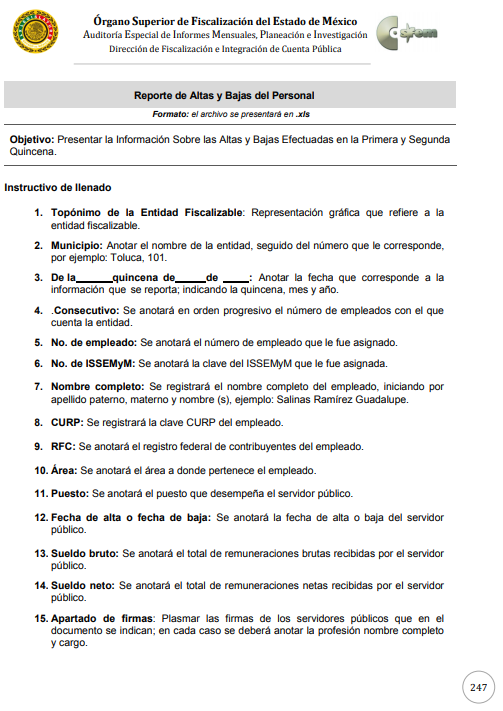 Órgano Superior de Fiscalización del Estado de México
Auditoría Especial de Informes Mensuales, Planeación e Investigación
Dirección de Fiscalización e Integración de Cuenta Pública
osfem
Reporte de Altas y Bajas del Personal
Formato: el archivo se presentará en .xls
Objetivo: Presentar la Información Sobre las Altas y Bajas Efectuadas en la Primera y Segunda
Quincena.
Instructivo de llenado
1. Topónimo de la Entidad Fiscalizable: Representación gráfica que refiere a la
entidad fiscalizable.
2. Municipio: Anotar el nombre de la entidad, seguido del número que le corresponde,
por ejemplo: Toluca, 101.
3. De la______quincena de_____de ____: Anotar la fecha que corresponde a la
información que se reporta; indicando la quincena, mes y año.
4. .Consecutivo: Se anotará en orden progresivo el número de empleados con el que
cuenta la entidad.
5. No. de empleado: Se anotará el número de empleado que le fue asignado.
6. No. de ISSEMyM: Se anotará la clave del ISSEMyM que le fue asignada.
7. Nombre completo: Se registrará el nombre completo del empleado, iniciando por
apellido paterno, materno y nombre (s), ejemplo: Salinas Ramírez Guadalupe.
8. CURP: Se registrará la clave CURP del empleado.
9. RFC: Se anotará el registro federal de contribuyentes del empleado.
10. Área: Se anotará el área a donde pertenece el empleado.
11. Puesto: Se anotará el puesto que desempeña el servidor público.
12. Fecha de alta o fecha de baja: Se anotará la fecha de alta o baja del servidor
público.
13. Sueldo bruto: Se anotará el total de remuneraciones brutas recibidas por el servidor
público.
14. Sueldo neto: Se anotará el total de remuneraciones netas recibidas por el servidor
público.
15. Apartado de firmas: Plasmar las firmas de los servidores públicos que en el
documento se indican; en cada caso se deberá anotar la profesión nombre completo
y cargo.
247